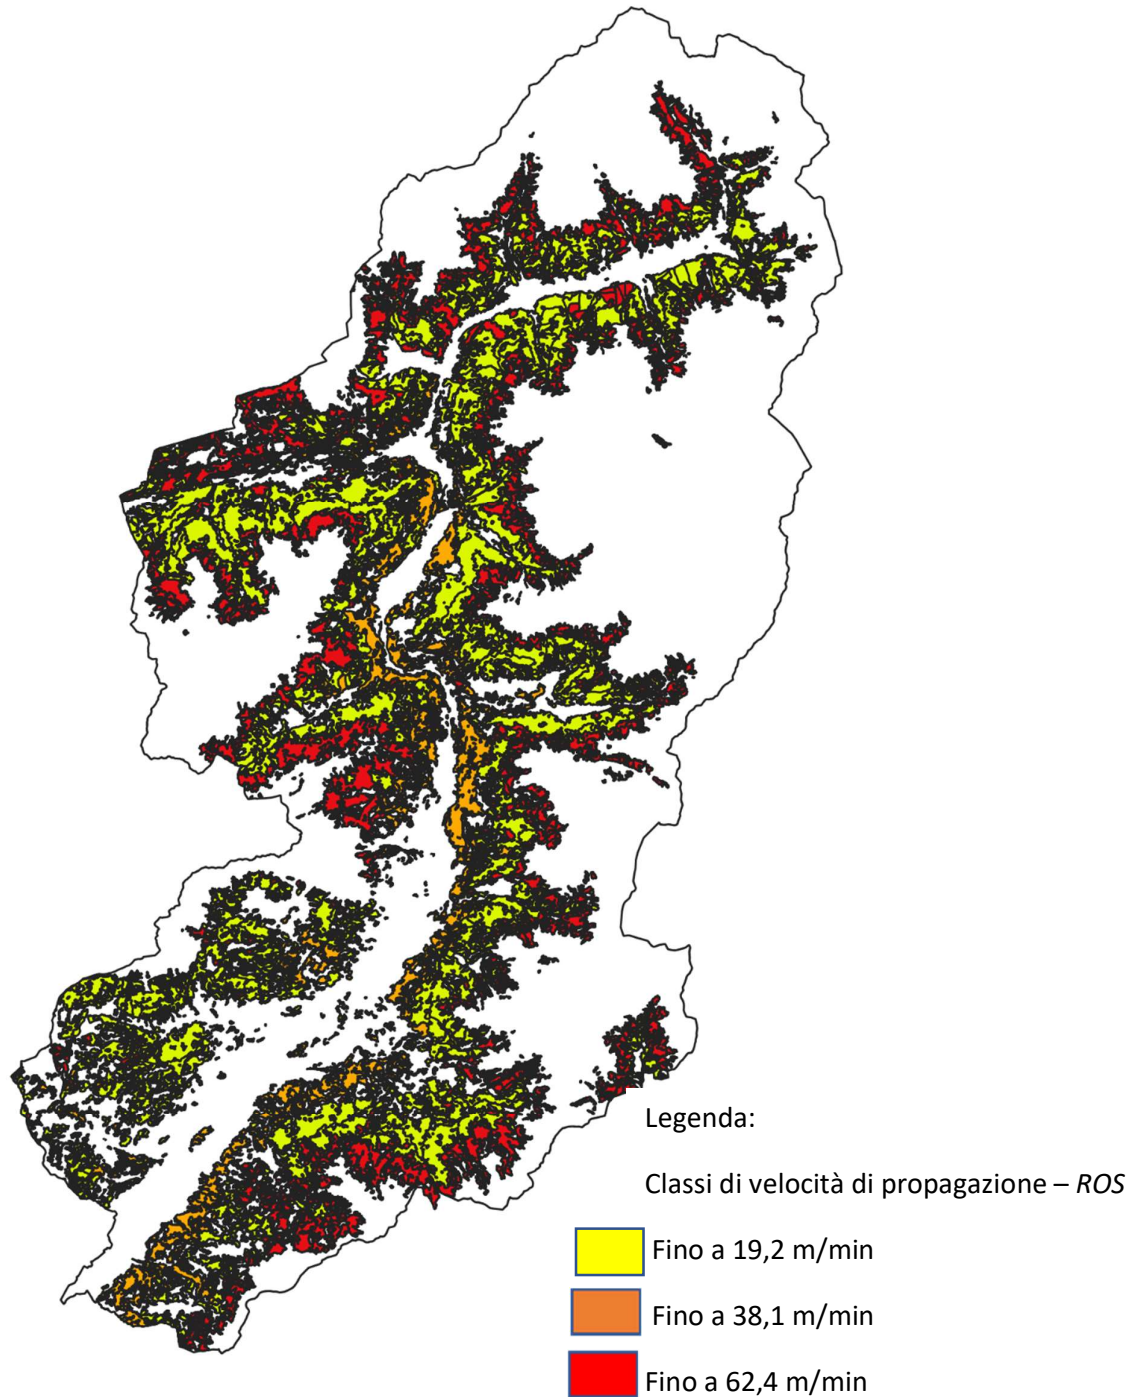 Legenda:
Classi di velocità di propagazione – ROS
Fino a 19,2 m/min
Fino a 38,1 m/min
Fino a 62,4 m/min